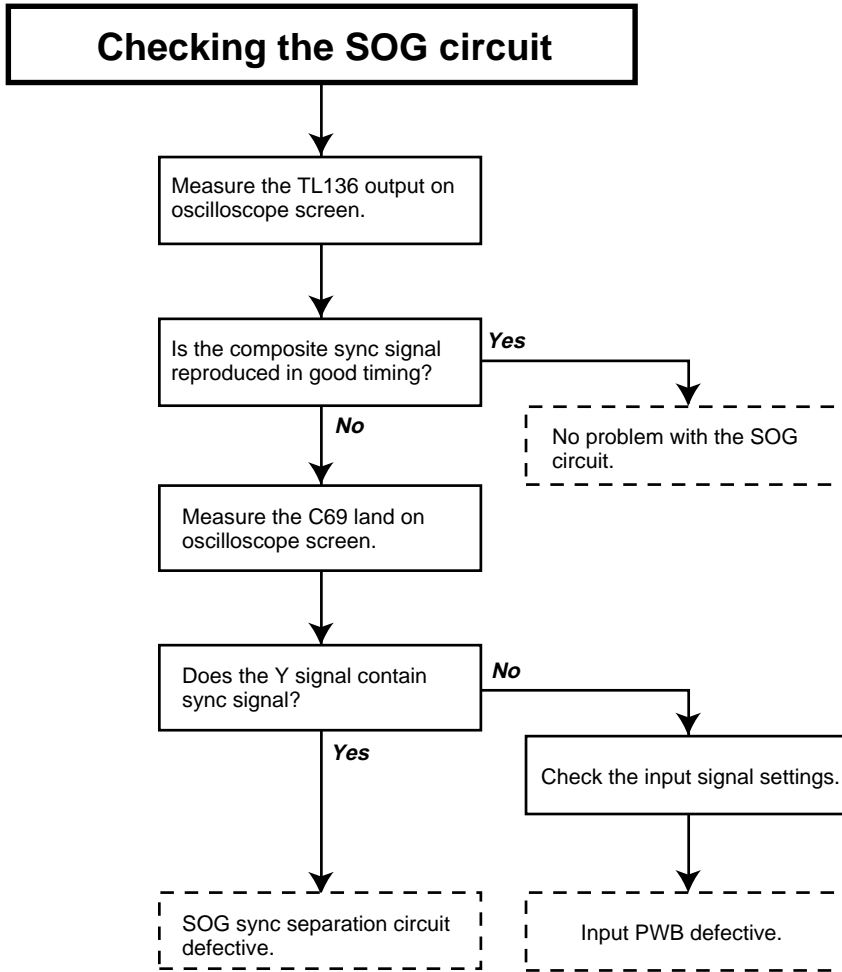 Checking the SOG circuit
Measure the TL136 output on
oscilloscope screen.
Is the composite sync signal
reproduced in good timing?
Yes
No
No problem with the SOG
circuit.
Measure the C69 land on
oscilloscope screen.
Does the Y signal contain
sync signal?
No
Yes
Check the input signal settings.
SOG sync separation circuit
defective.
Input PWB defective.